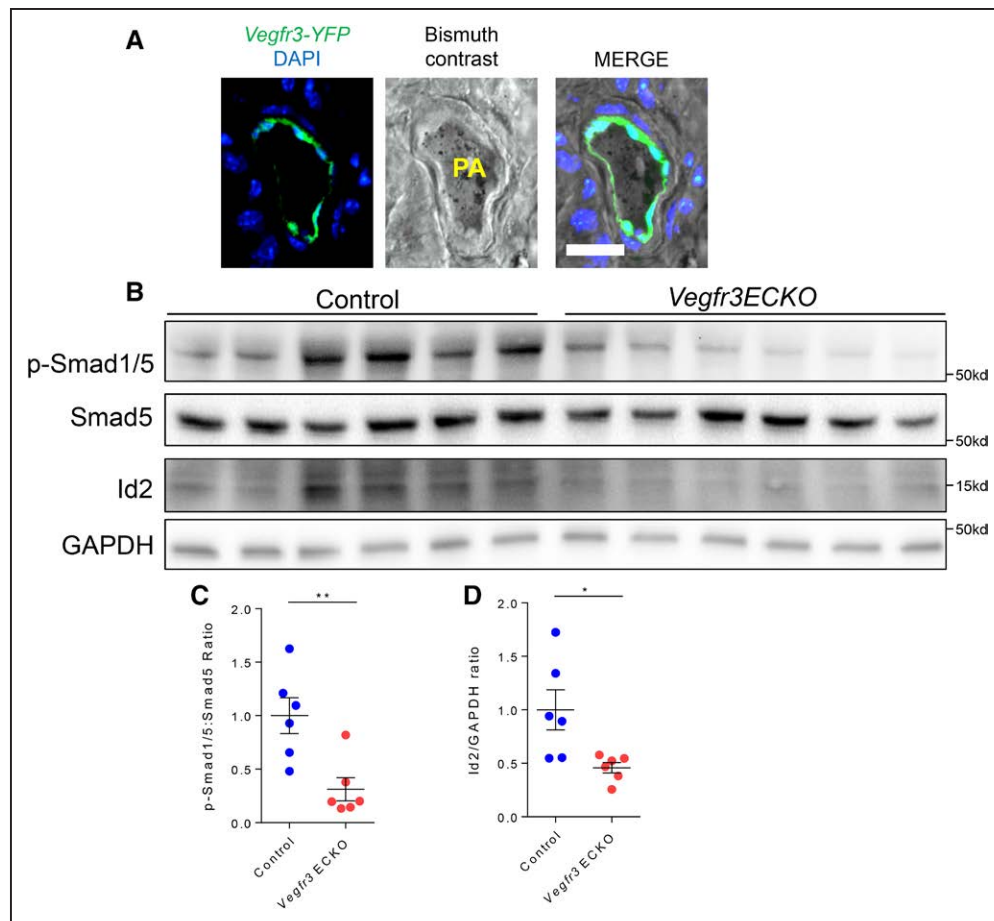 A
Vegfr3-YFP
DAPI
Bismuth
contrast
MERGE
PA
B
Control
Vegfr3ECKO
p-Smad1/5
50kd
Smad5
50kd
Id2
15kd
GAPDH
50kd
C
**
2.0
1.5
1.0
0.5
0.0
p-Smad1/5:Smad5 Ratio
Control
Vegfr3 ECKO
D
*
2.0
1.5
1.0
0.5
0.0
Id2/GAPDH ratio
Control
Vegfr3 ECKO